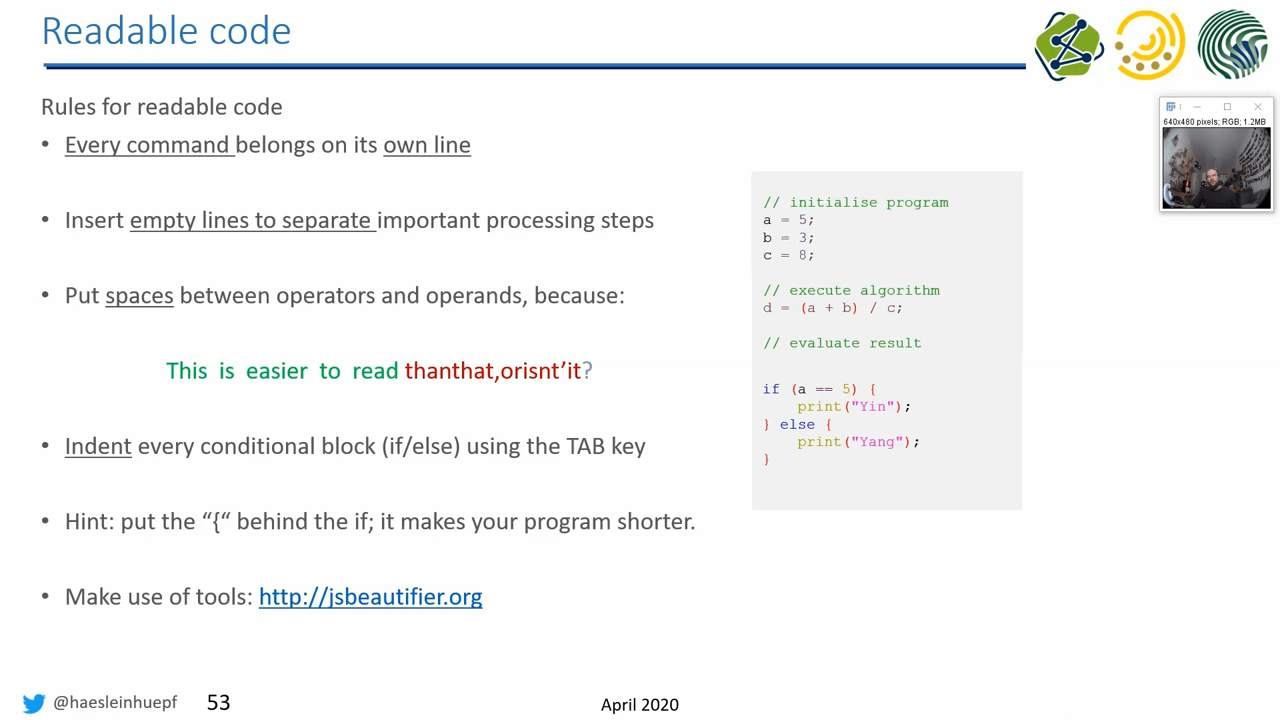 Readable code
Rules for readable code
• Every command belongs on its own line
• Insert empty lines to separate important processing steps
• Put spaces between operators and operands, because:
This is easier to read thanthat,orisnt’it?
• Indent every conditional block (if/else) using the TAB key
• Hint: put the “{“ behind the if; it makes your program shorter.
• Make use of tools: http://jsbeautifier.org
// initialise program
a = 5;
b = 3;
c = 8;
// execute algorithm
d = (a + b) / c;
// evaluate result
if (a == 5) {
print("Yin");
} else {
print("Yang");
}
640x480 pixels; RGB; 1.2MB
@haesleinhuepf
53
April 2020